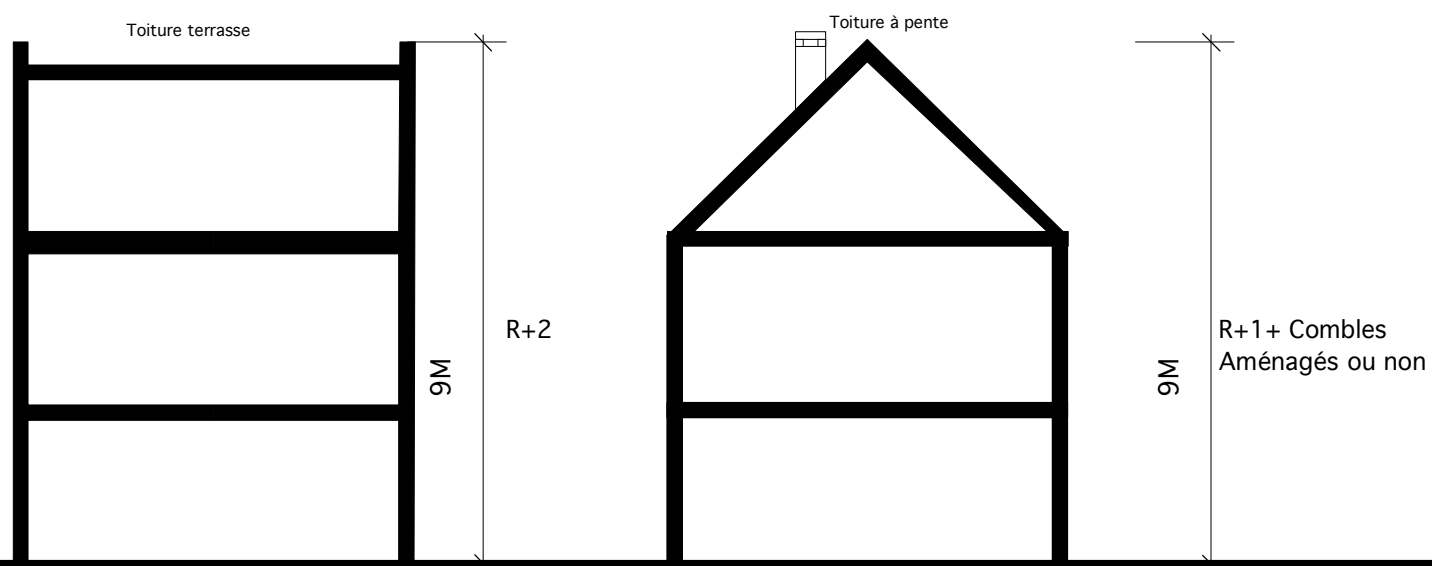 Toiture terrasse
Toiture à pente
R+2
9M
R+1+ Combles
Aménagés ou non
9M